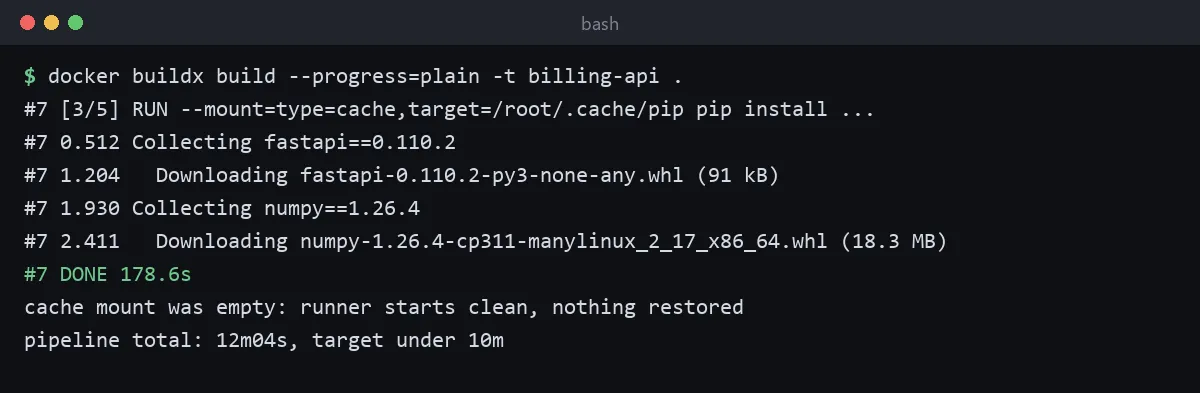 bash
$ docker buildx build --progress=plain -t billing-api .
#7 [3/5] RUN --mount=type=cache,target=/root/.cache/pip pip install ...
#7 0.512 Collecting fastapi==0.110.2
#7 1.204   Downloading fastapi-0.110.2-py3-none-any.whl (91 kB)
#7 1.930 Collecting numpy==1.26.4
#7 2.411   Downloading numpy-1.26.4-cp311-manylinux_2_17_x86_64.whl (18.3 MB)
#7 DONE 178.6s
cache mount was empty: runner starts clean, nothing restored
pipeline total: 12m04s, target under 10m